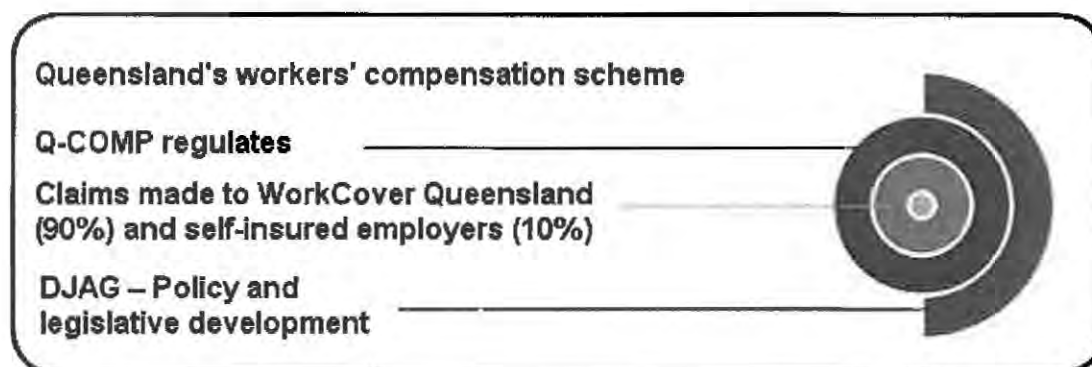 Queensland's workers' compensation scheme
Q-COMP regulates
Claims made to WorkCover Queensland
(90%) and self-insured employers (10%)
DJAG – Policy and
legislative development